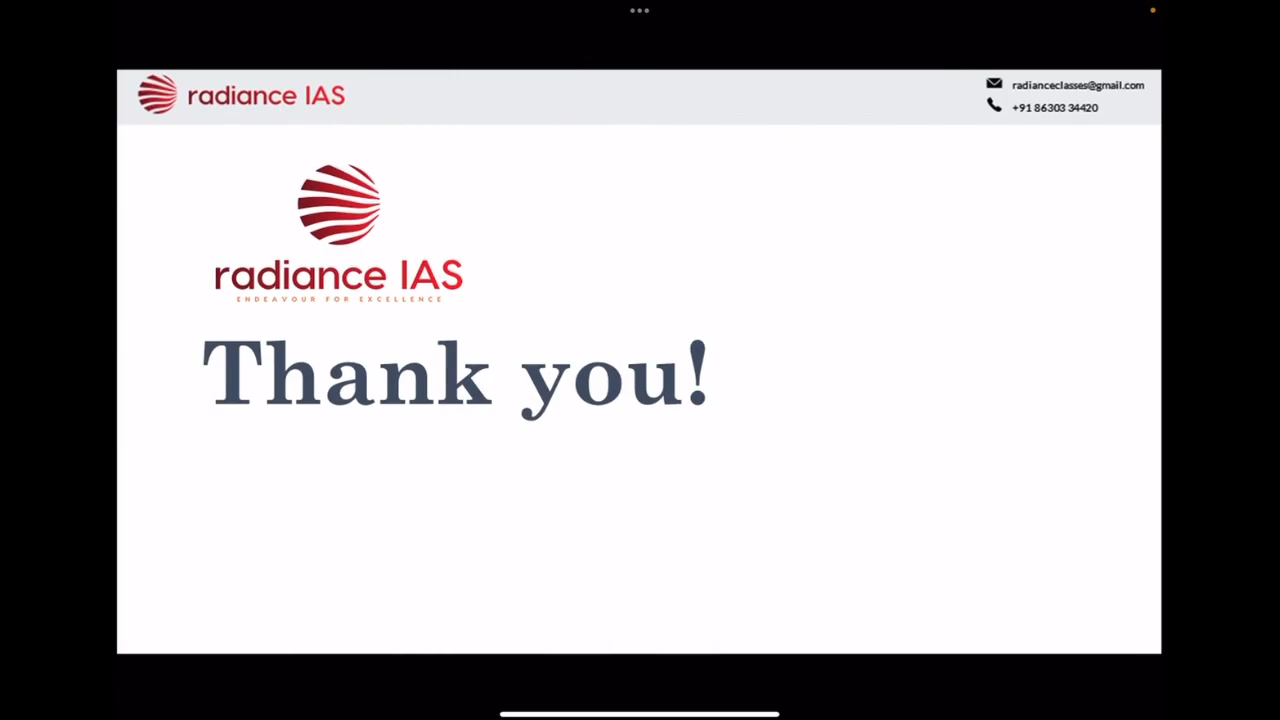 radiance IAS
radianceclasses@gmail.com
+91 86303 34420
radiance IAS
ENDEAVOUR FOR EXCELLENCE
Thank you!